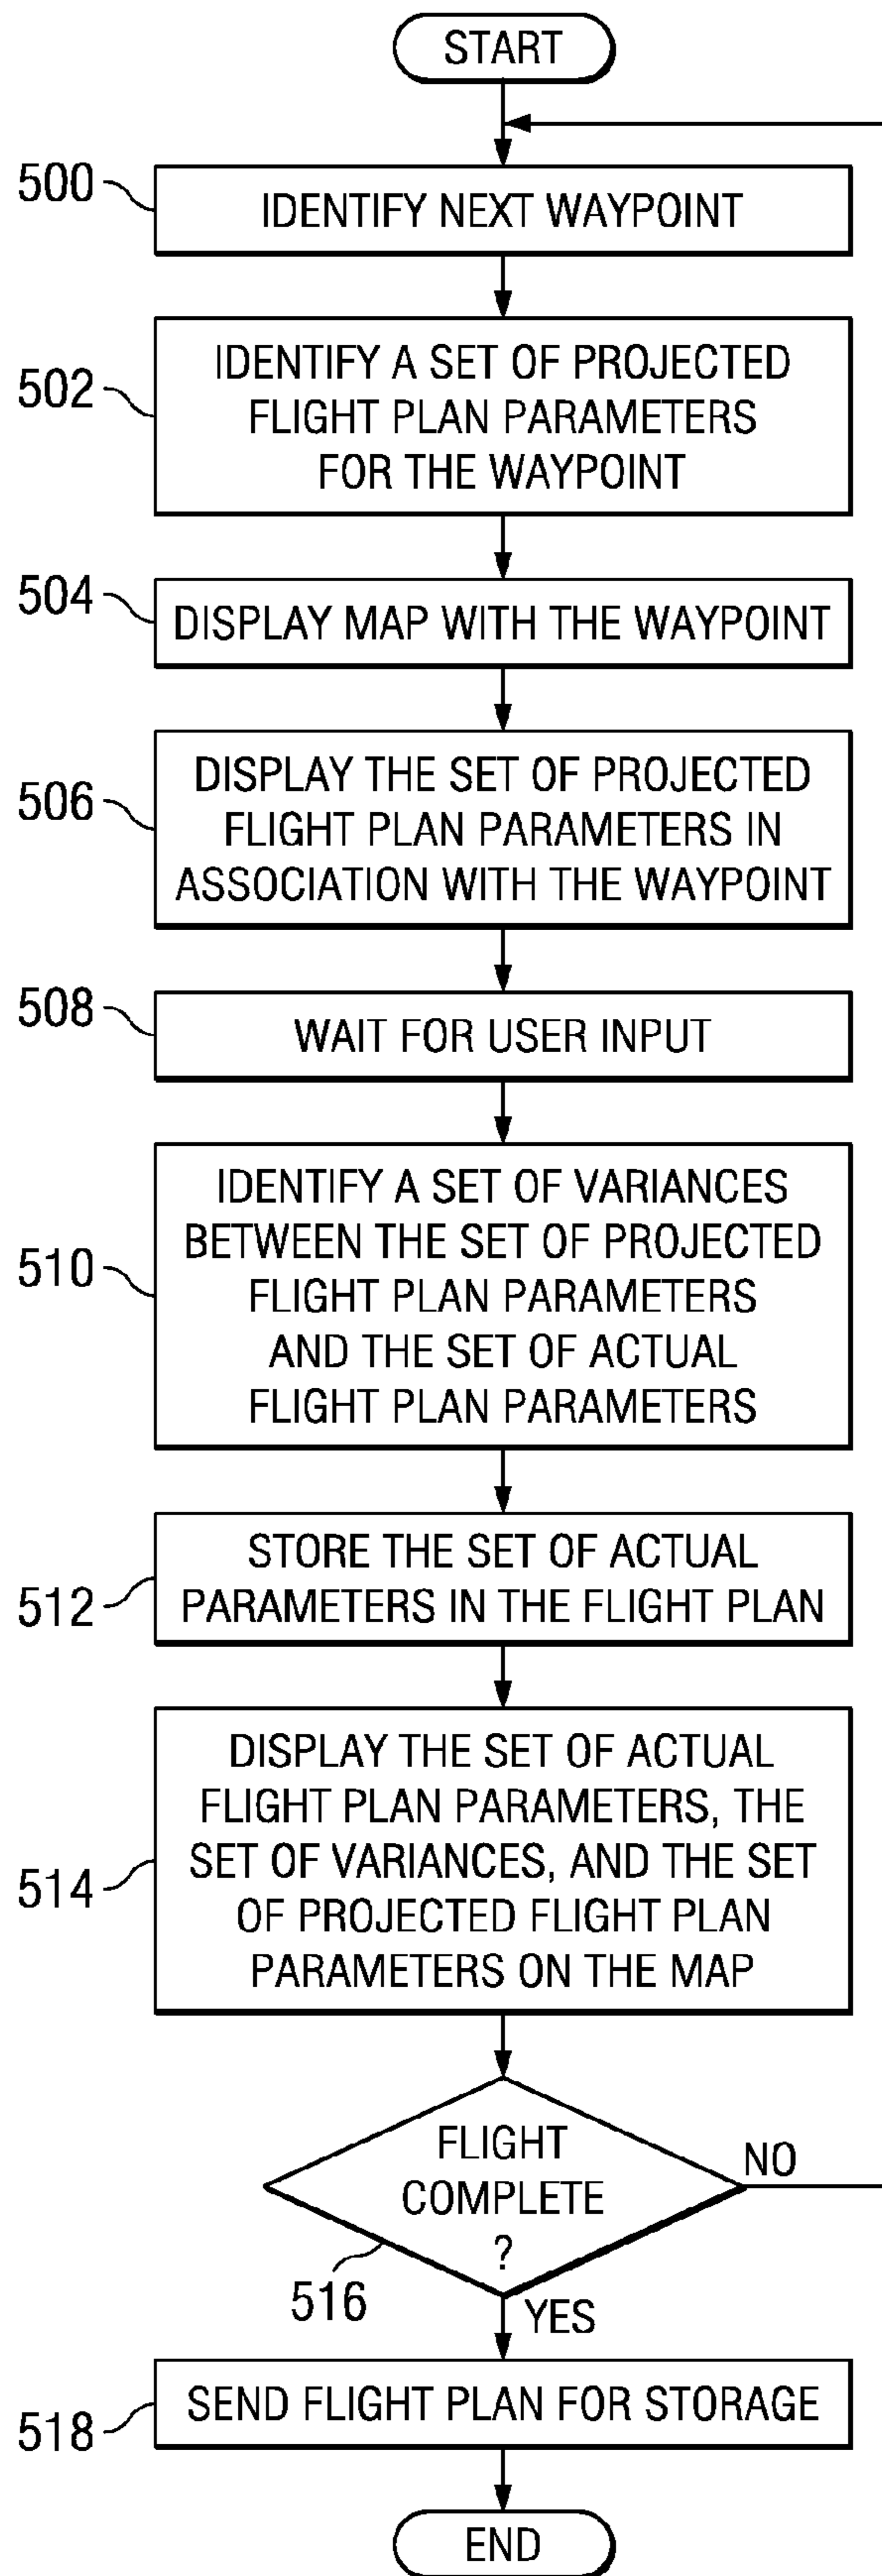 START
500
IDENTIFY NEXT WAYPOINT
502
IDENTIFY A SET OF PROJECTED
FLIGHT PLAN PARAMETERS
FOR THE WAYPOINT
504
DISPLAY MAP WITH THE WAYPOINT
506
DISPLAY THE SET OF PROJECTED
FLIGHT PLAN PARAMETERS IN
ASSOCIATION WITH THE WAYPOINT
508
WAIT FOR USER INPUT
510
IDENTIFY A SET OF VARIANCES
BETWEEN THE SET OF PROJECTED
FLIGHT PLAN PARAMETERS
AND THE SET OF ACTUAL
FLIGHT PLAN PARAMETERS
512
STORE THE SET OF ACTUAL
PARAMETERS IN THE FLIGHT PLAN
514
DISPLAY THE SET OF ACTUAL
FLIGHT PLAN PARAMETERS, THE
SET OF VARIANCES, AND THE SET
OF PROJECTED FLIGHT PLAN
PARAMETERS ON THE MAP
FLIGHT
COMPLETE
?
NO
516
YES
518
SEND FLIGHT PLAN FOR STORAGE
END